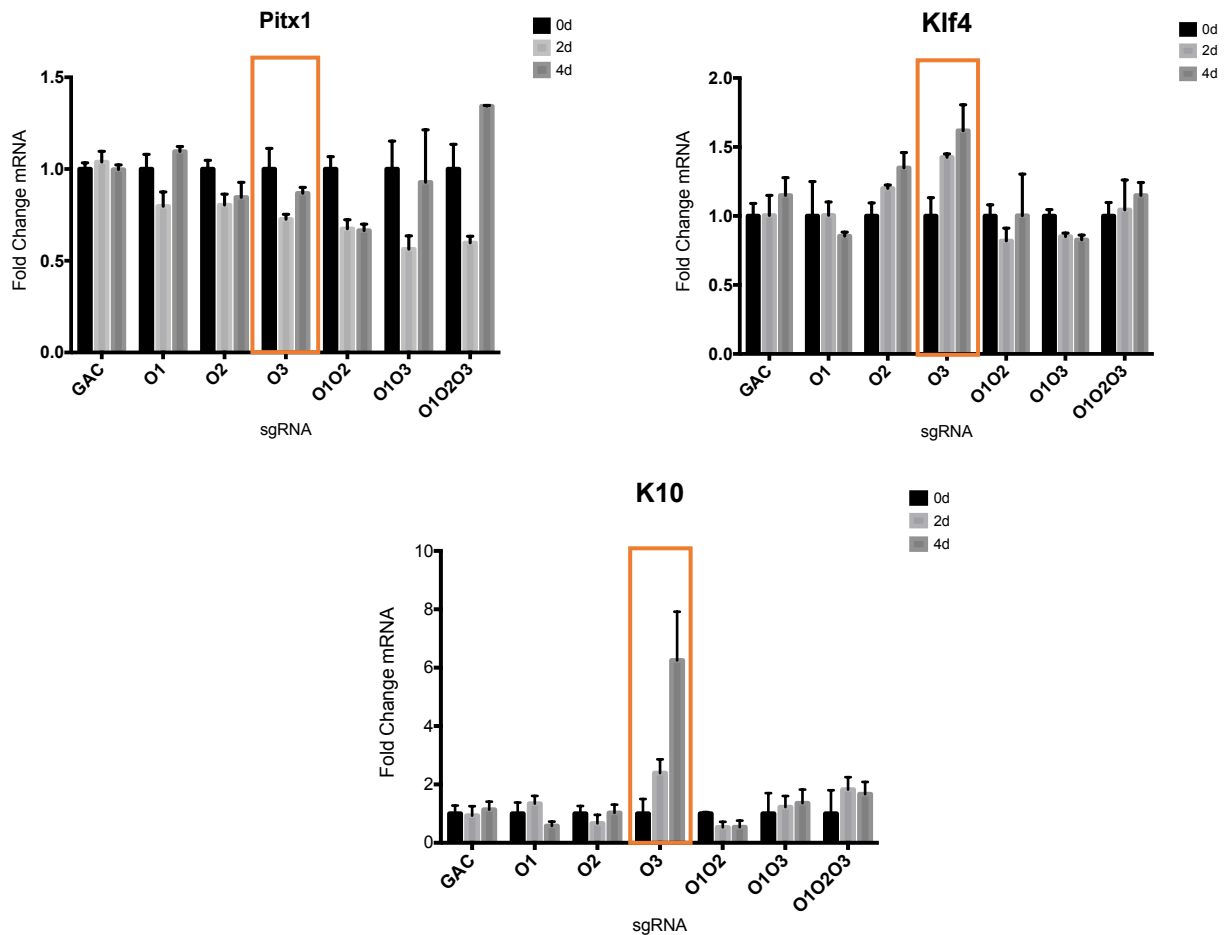 Pitx1
0d
2d
4d
Fold Change mRNA
1.5
1.0
0.5
0.0
GAC
O1
O2
O3
O1O2
O1O3
O1O2O3
sgRNA
Klf4
0d
2d
4d
Fold Change mRNA
2.0
1.5
1.0
0.5
0.0
GAC
O1
O2
O3
O1O2
O1O3
O1O2O3
sgRNA
K10
0d
2d
4d
Fold Change mRNA
10
8
6
4
2
0
GAC
O1
O2
O3
O1O2
O1O3
O1O2O3
sgRNA